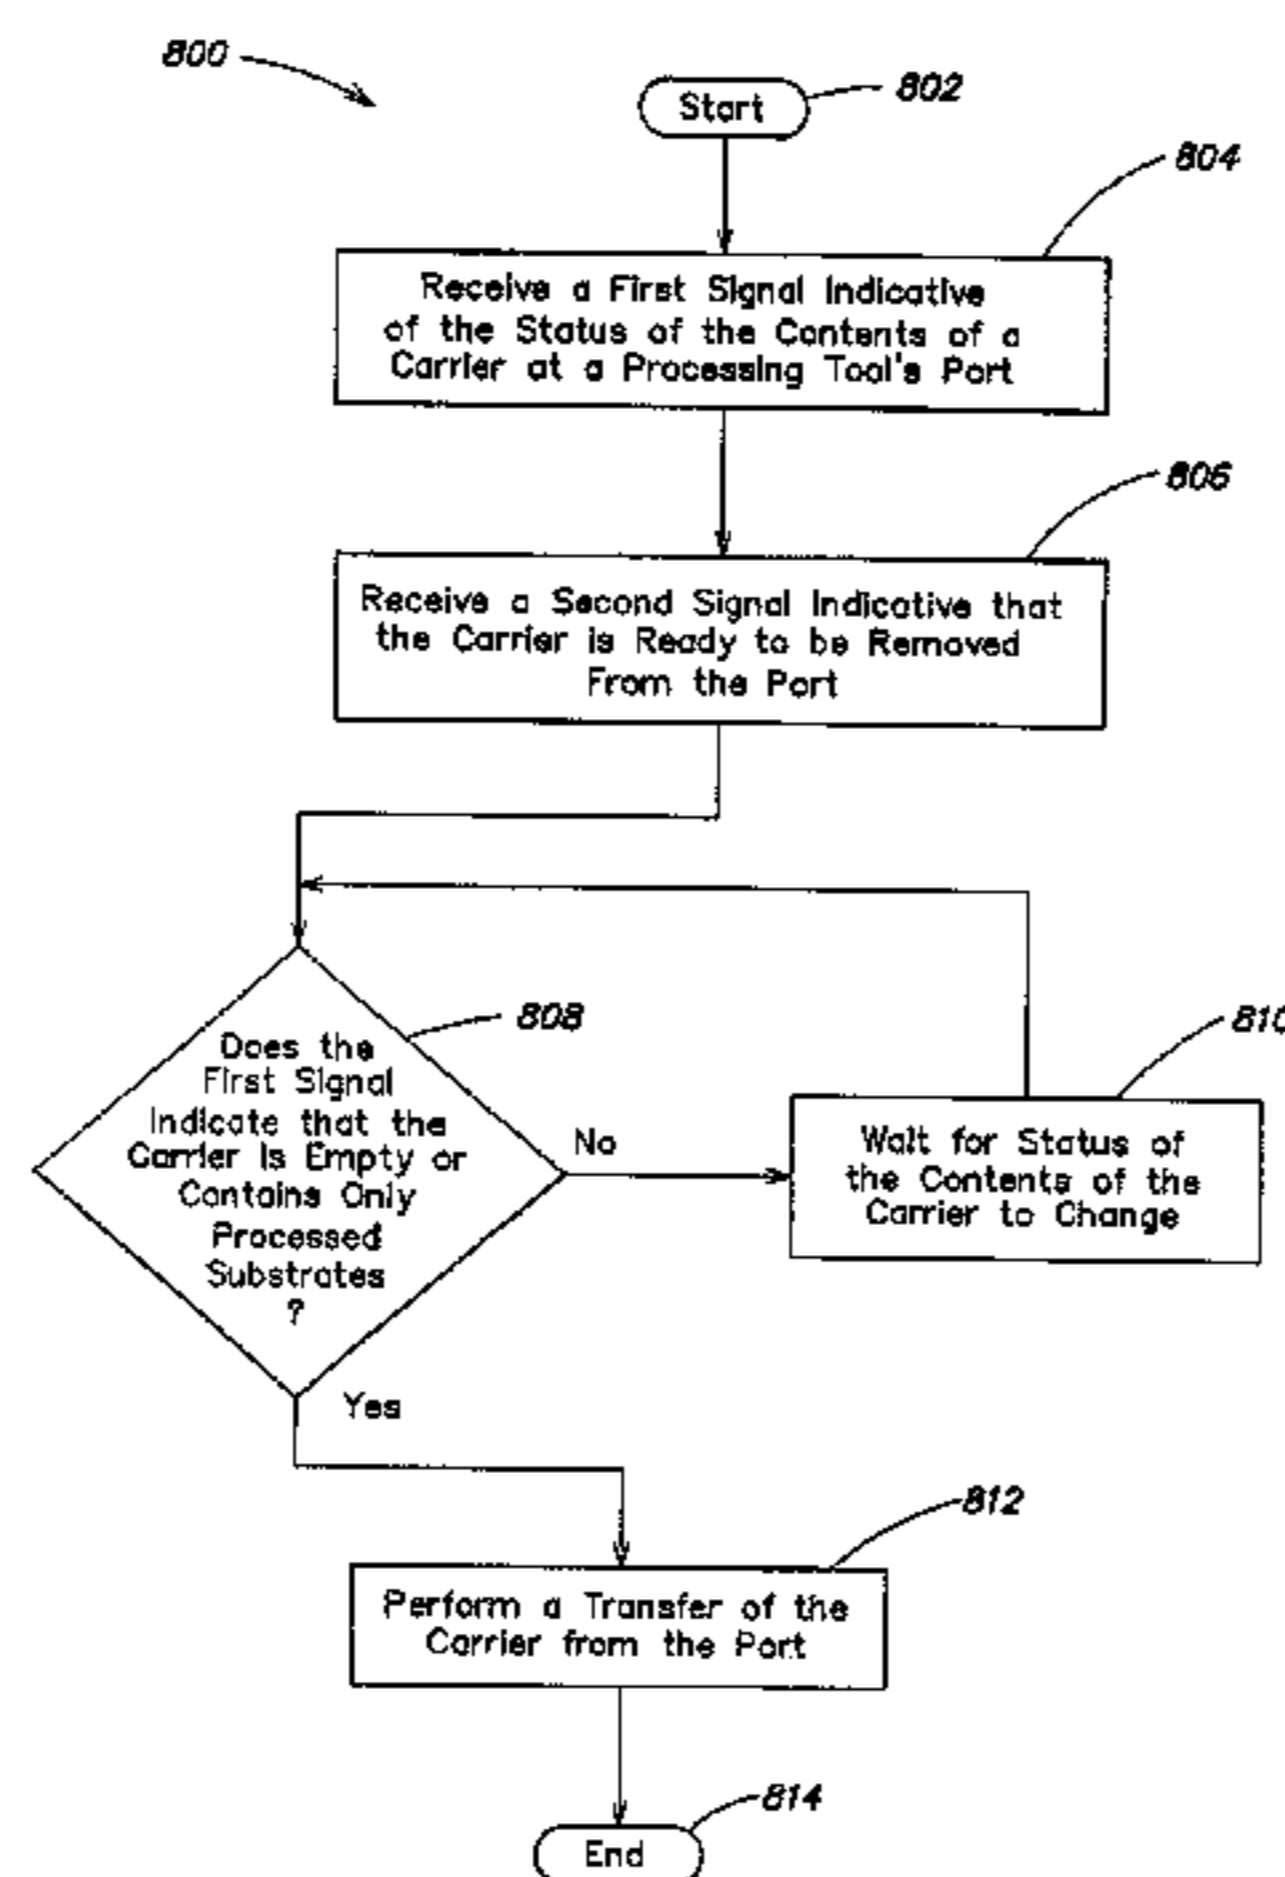 800
Start
802
804
Receive a First Signal Indicative
of the Status of the Contents of a
Carrier at a Processing Tool's Port
806
Receive a Second Signal Indicative that
the Carrier is Ready to be Removed
From the Port
808
Does the
First Signal
Indicate that the
Carrier is Empty or
Contains Only
Processed
Substrates
?
No
810
Wait for Status of
the Contents of the
Carrier to Change
Yes
812
Perform a Transfer of the
Carrier from the Port
814
End